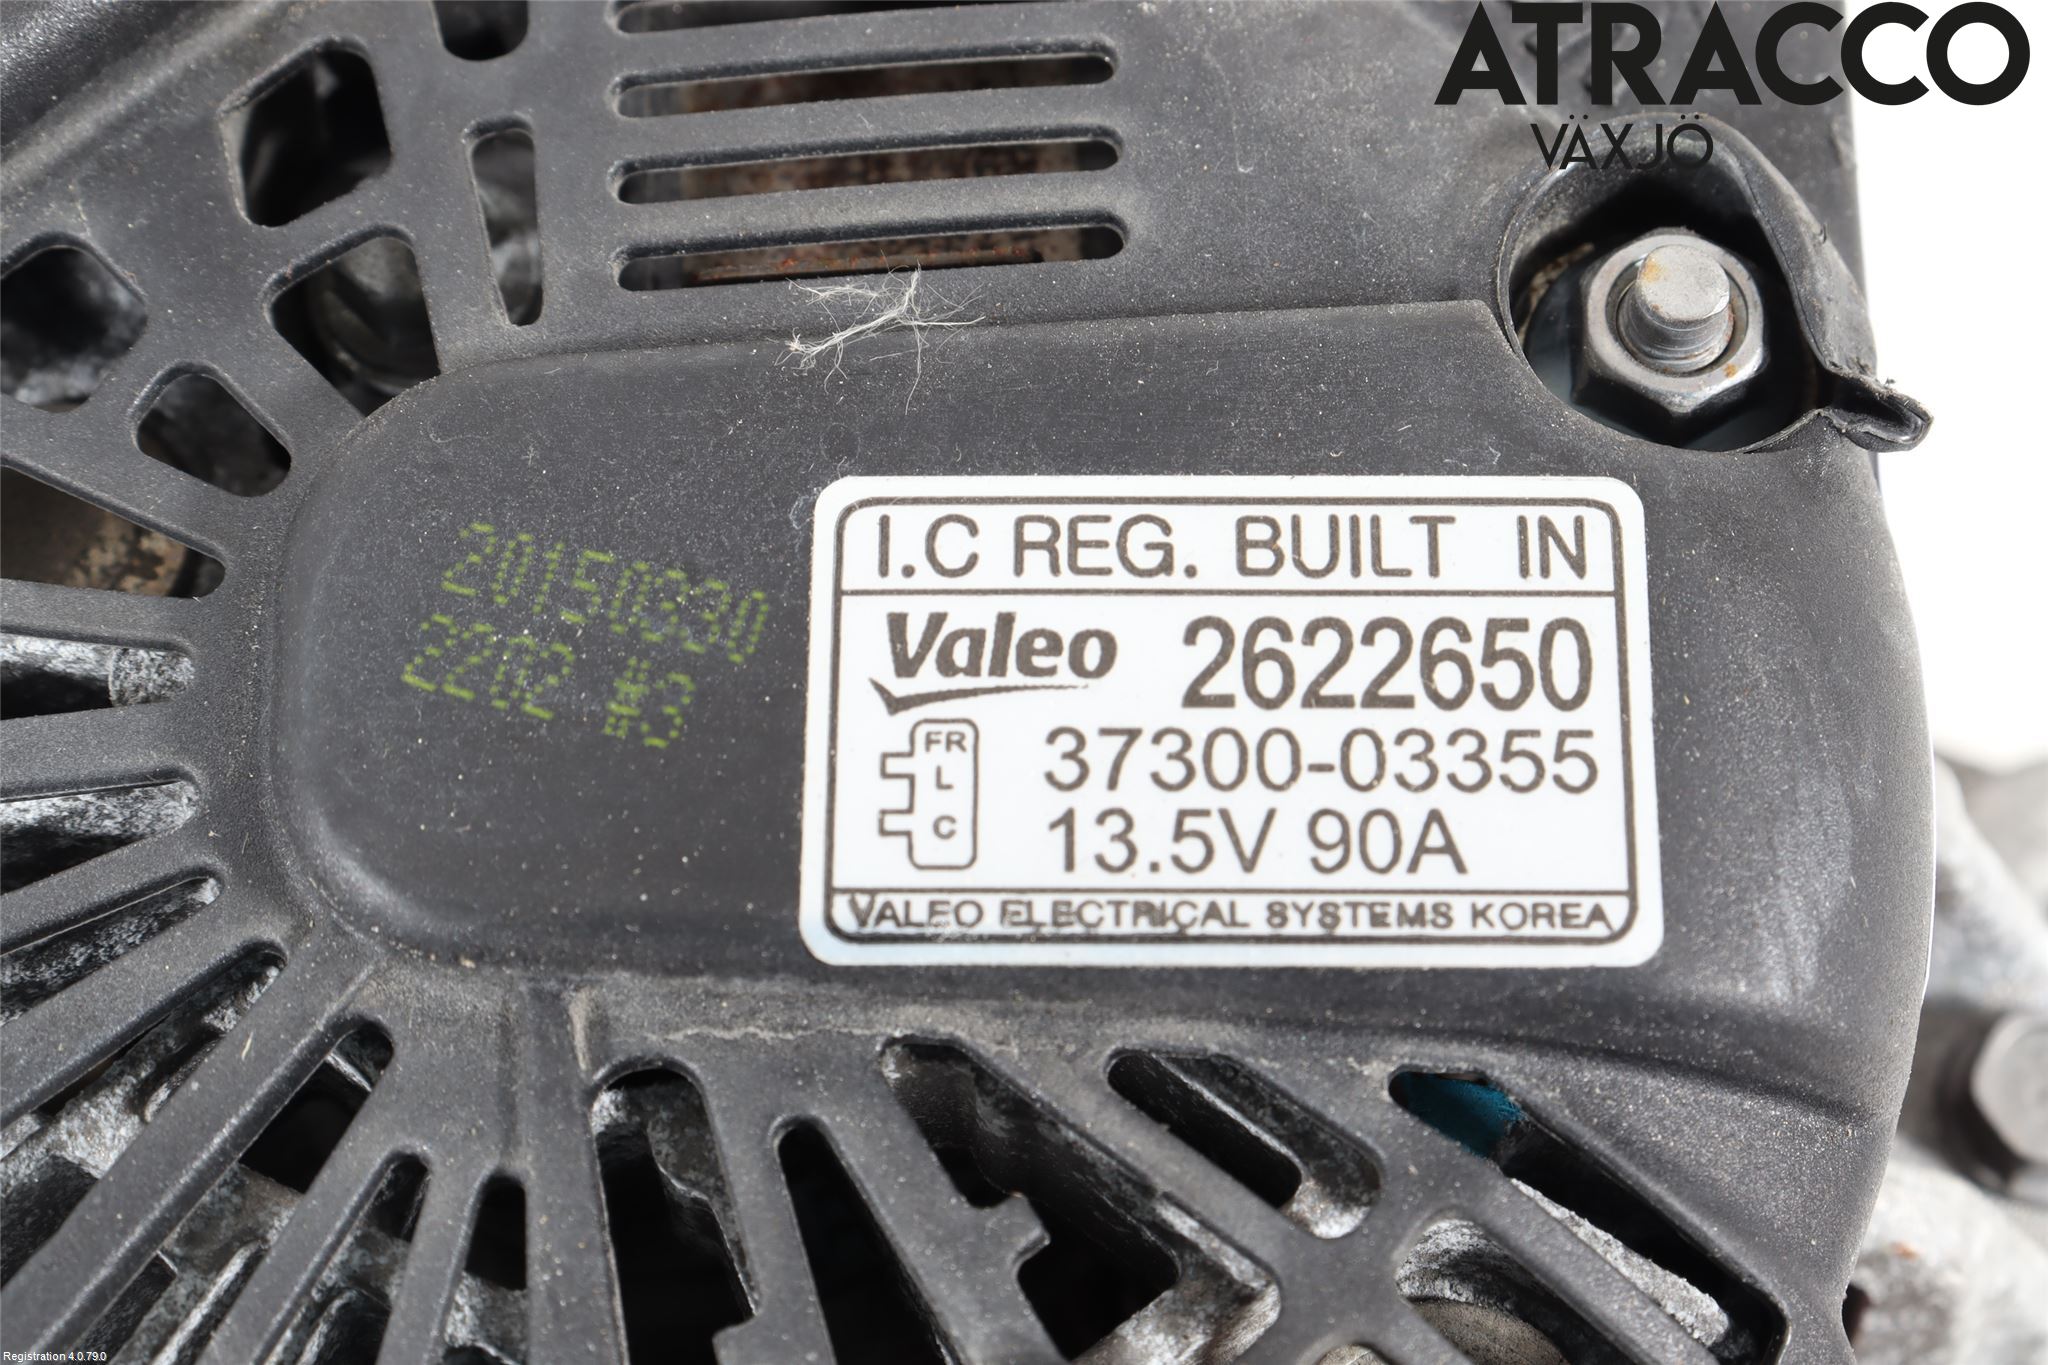 ATRACCO
VÄXJÖ
I.C REG. BUILT IN
Valeo 2622650
FR
L
C
37300-03355
13.5V 90A
VALEO ELECTRICAL SYSTEMS KOREA
20150830
2202 #3
Registration 4.0.79.0